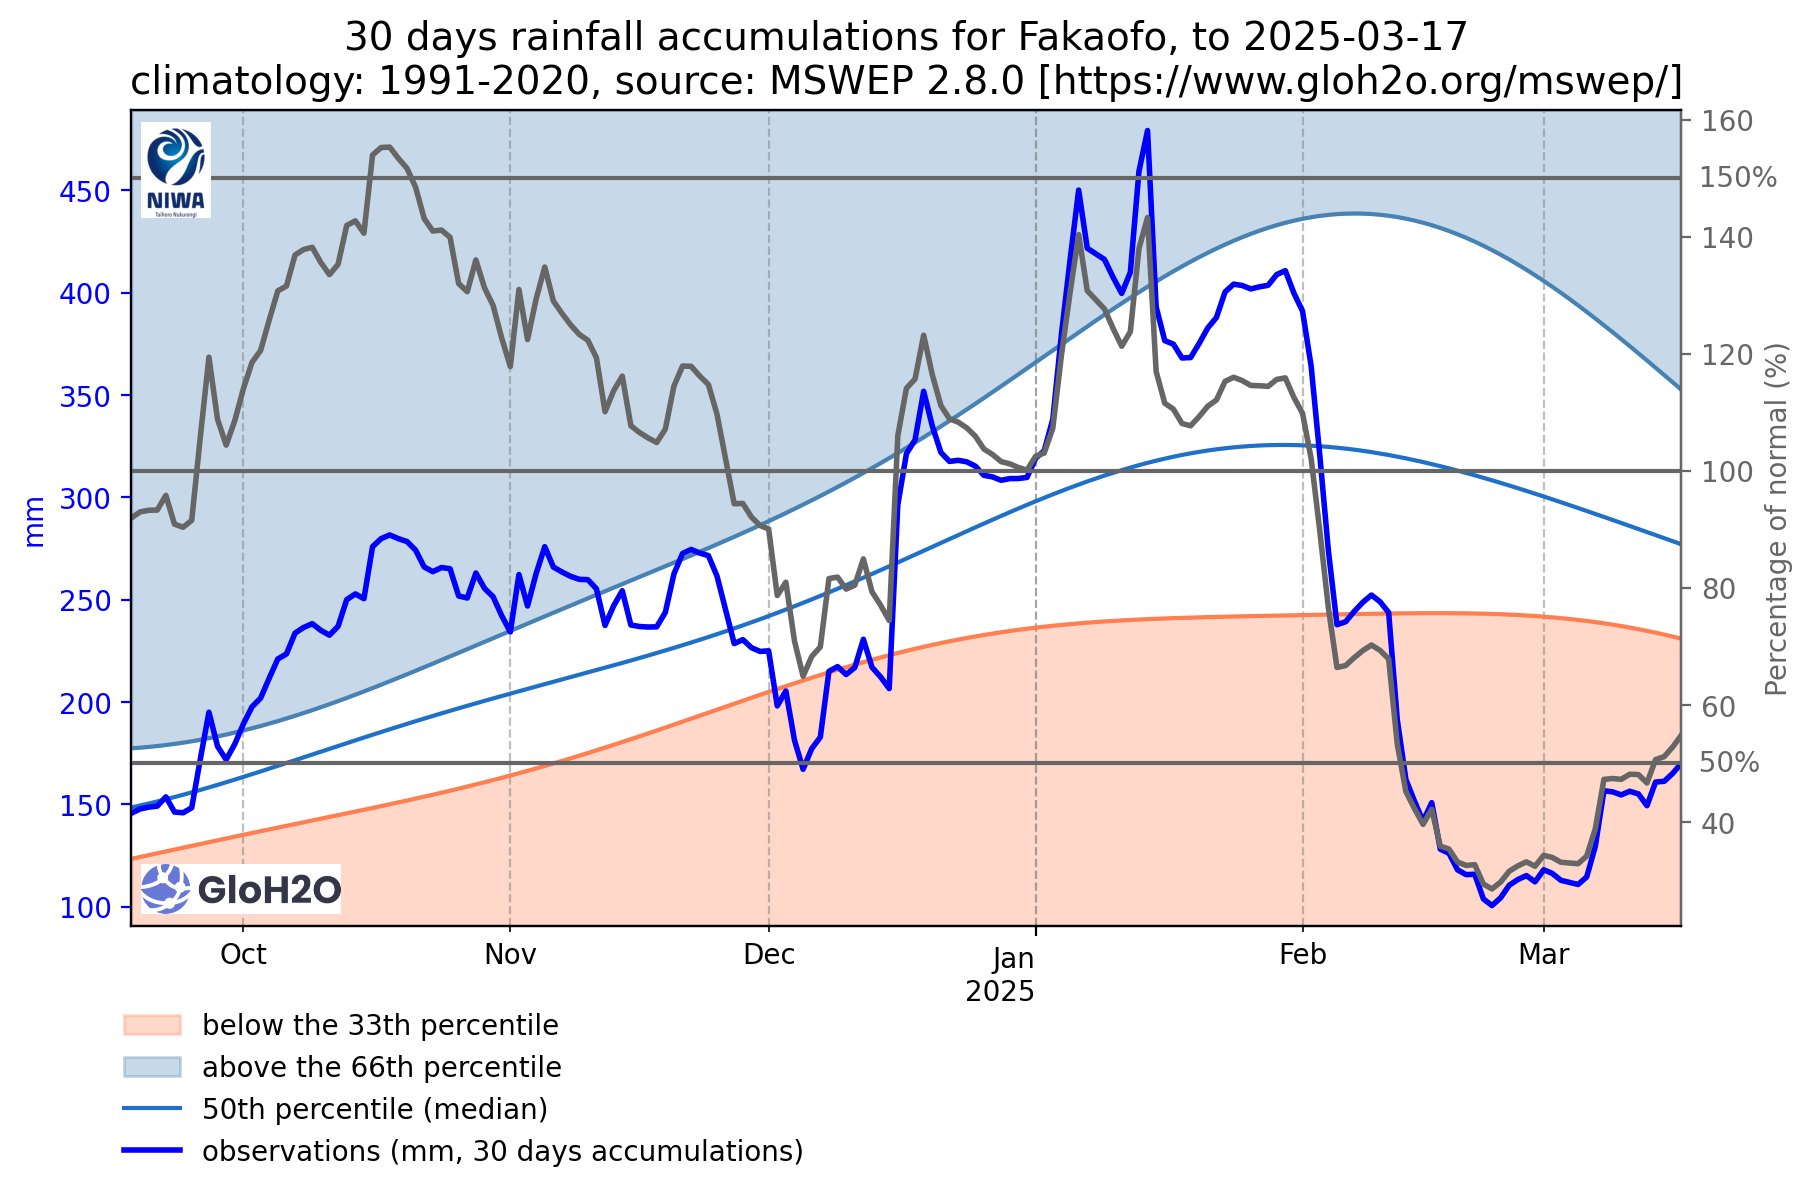 30 days rainfall accumulations for Fakaofo, to 2025-03-17
climatology: 1991-2020, source: MSWEP 2.8.0 [https://www.gloh2o.org/mswep/]
NIWA
Taihoro Nukurangi
450
400
350
300
250
200
150
100
mm
160
150%
140
120
100
80
60
50%
40
Percentage of normal (%)
GloH2O
Oct
Nov
Dec
Jan
2025
Feb
Mar
below the 33th percentile
above the 66th percentile
50th percentile (median)
observations (mm, 30 days accumulations)